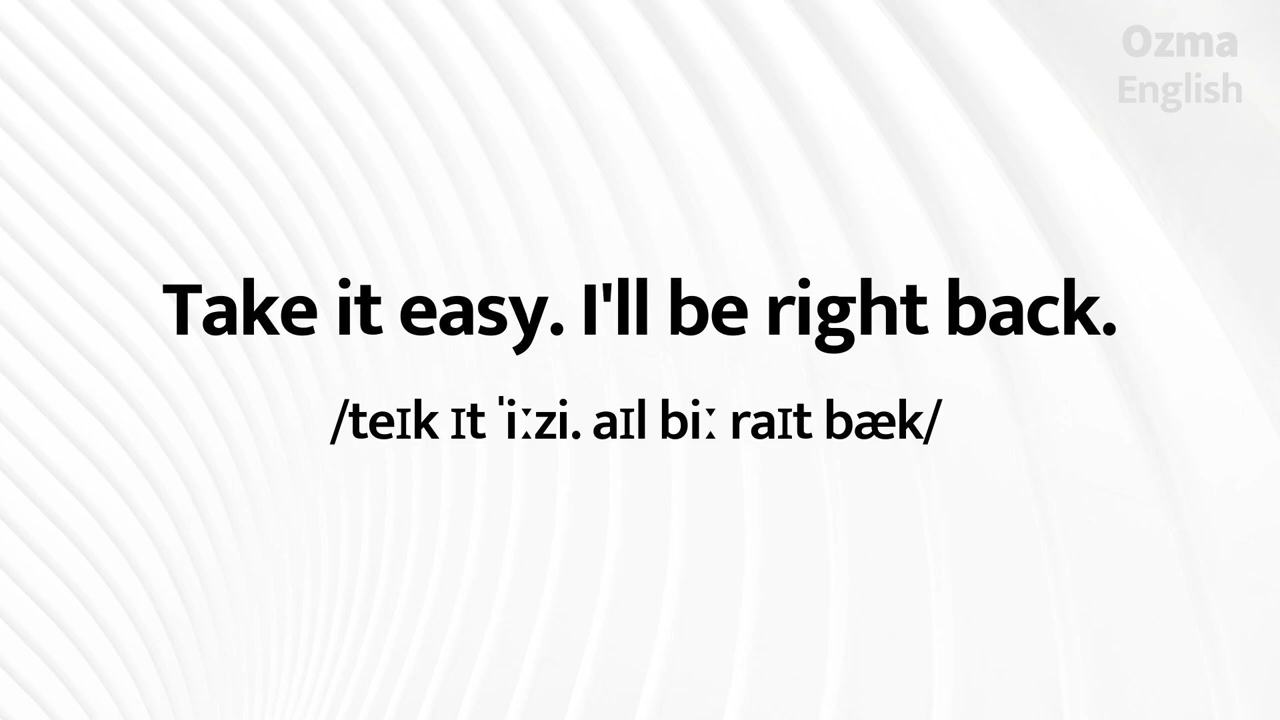 Ozma
English
Take it easy. I'll be right back.
/teɪk ɪt ˈiːzi. aɪl biː raɪt bæk/